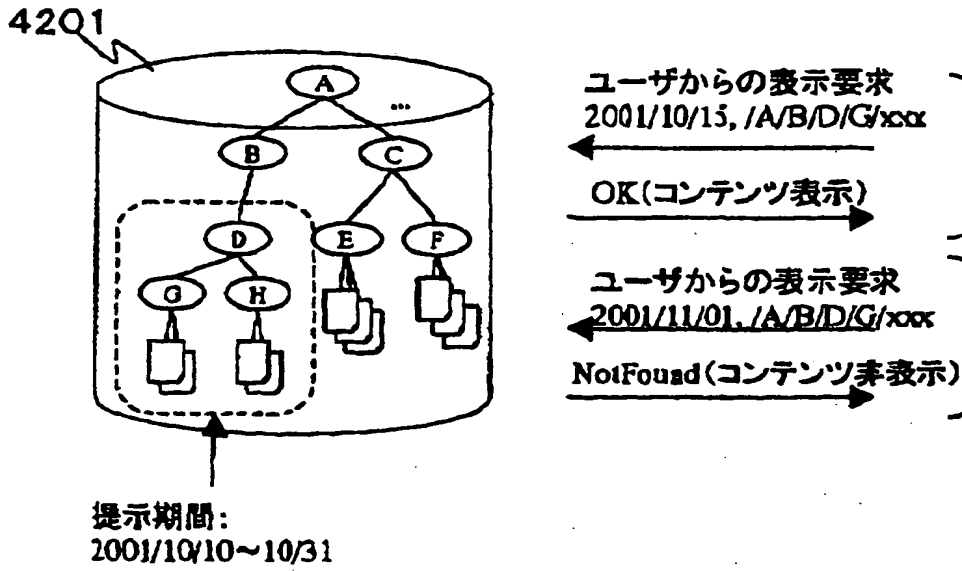 4201
A
...
B
C
D
E
F
G
H
ユーザからの表示要求
2001/10/15, /A/B/D/G/xxx
OK(コンテンツ表示)
ユーザからの表示要求
2001/11/01, /A/B/D/G/xxx
NotFound(コンテンツ非表示)
提示期間:
2001/10/10~10/31